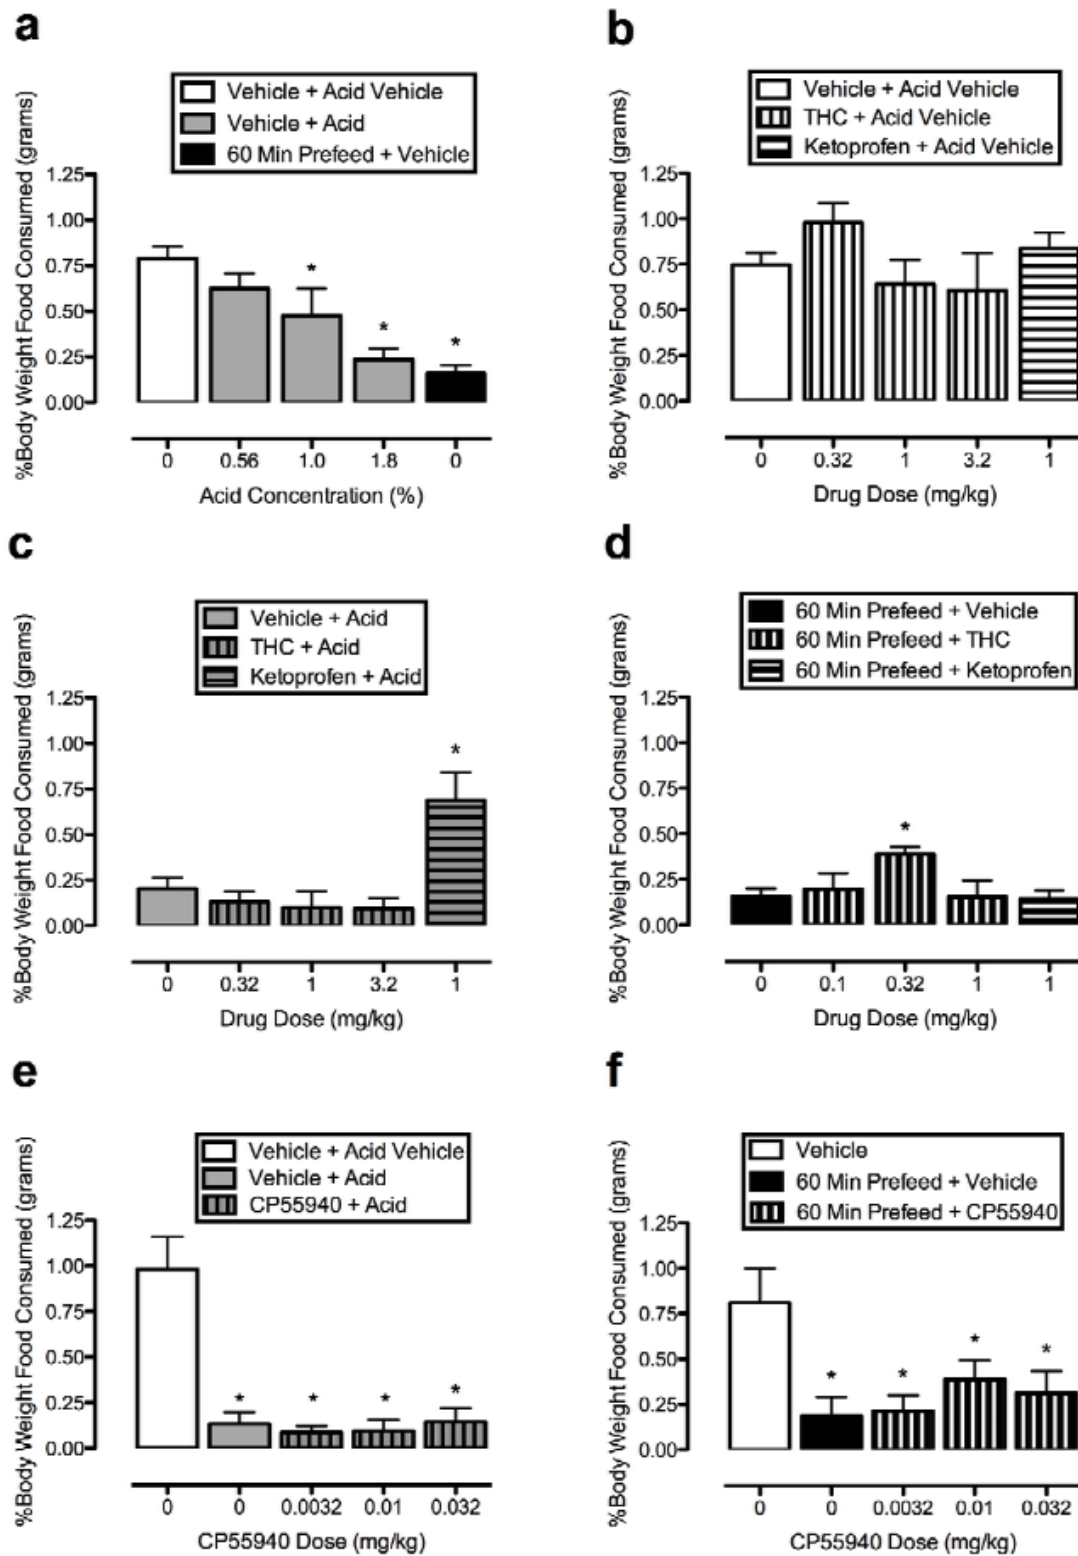 a
Vehicle + Acid Vehicle
Vehicle + Acid
60 Min Prefeed + Vehicle
%Body Weight Food Consumed (grams)
1.25
1.00
0.75
0.50
0.25
0.00
*
*
*
0 0.56 1.0 1.8 0
Acid Concentration (%)
b
Vehicle + Acid Vehicle
THC + Acid Vehicle
Ketoprofen + Acid Vehicle
%Body Weight Food Consumed (grams)
1.25
1.00
0.75
0.50
0.25
0.00
0 0.32 1 3.2 1
Drug Dose (mg/kg)
c
Vehicle + Acid
THC + Acid
Ketoprofen + Acid
%Body Weight Food Consumed (grams)
1.25
1.00
0.75
0.50
0.25
0.00
*
0 0.32 1 3.2 1
Drug Dose (mg/kg)
d
60 Min Prefeed + Vehicle
60 Min Prefeed + THC
60 Min Prefeed + Ketoprofen
%Body Weight Food Consumed (grams)
1.25
1.00
0.75
0.50
0.25
0.00
*
0 0.1 0.32 1 1
Drug Dose (mg/kg)
e
Vehicle + Acid Vehicle
Vehicle + Acid
CP55940 + Acid
%Body Weight Food Consumed (grams)
1.25
1.00
0.75
0.50
0.25
0.00
* * * *
0 0 0.0032 0.01 0.032
CP55940 Dose (mg/kg)
f
Vehicle
60 Min Prefeed + Vehicle
60 Min Prefeed + CP55940
%Body Weight Food Consumed (grams)
1.25
1.00
0.75
0.50
0.25
0.00
* * * *
0 0 0.0032 0.01 0.032
CP55940 Dose (mg/kg)